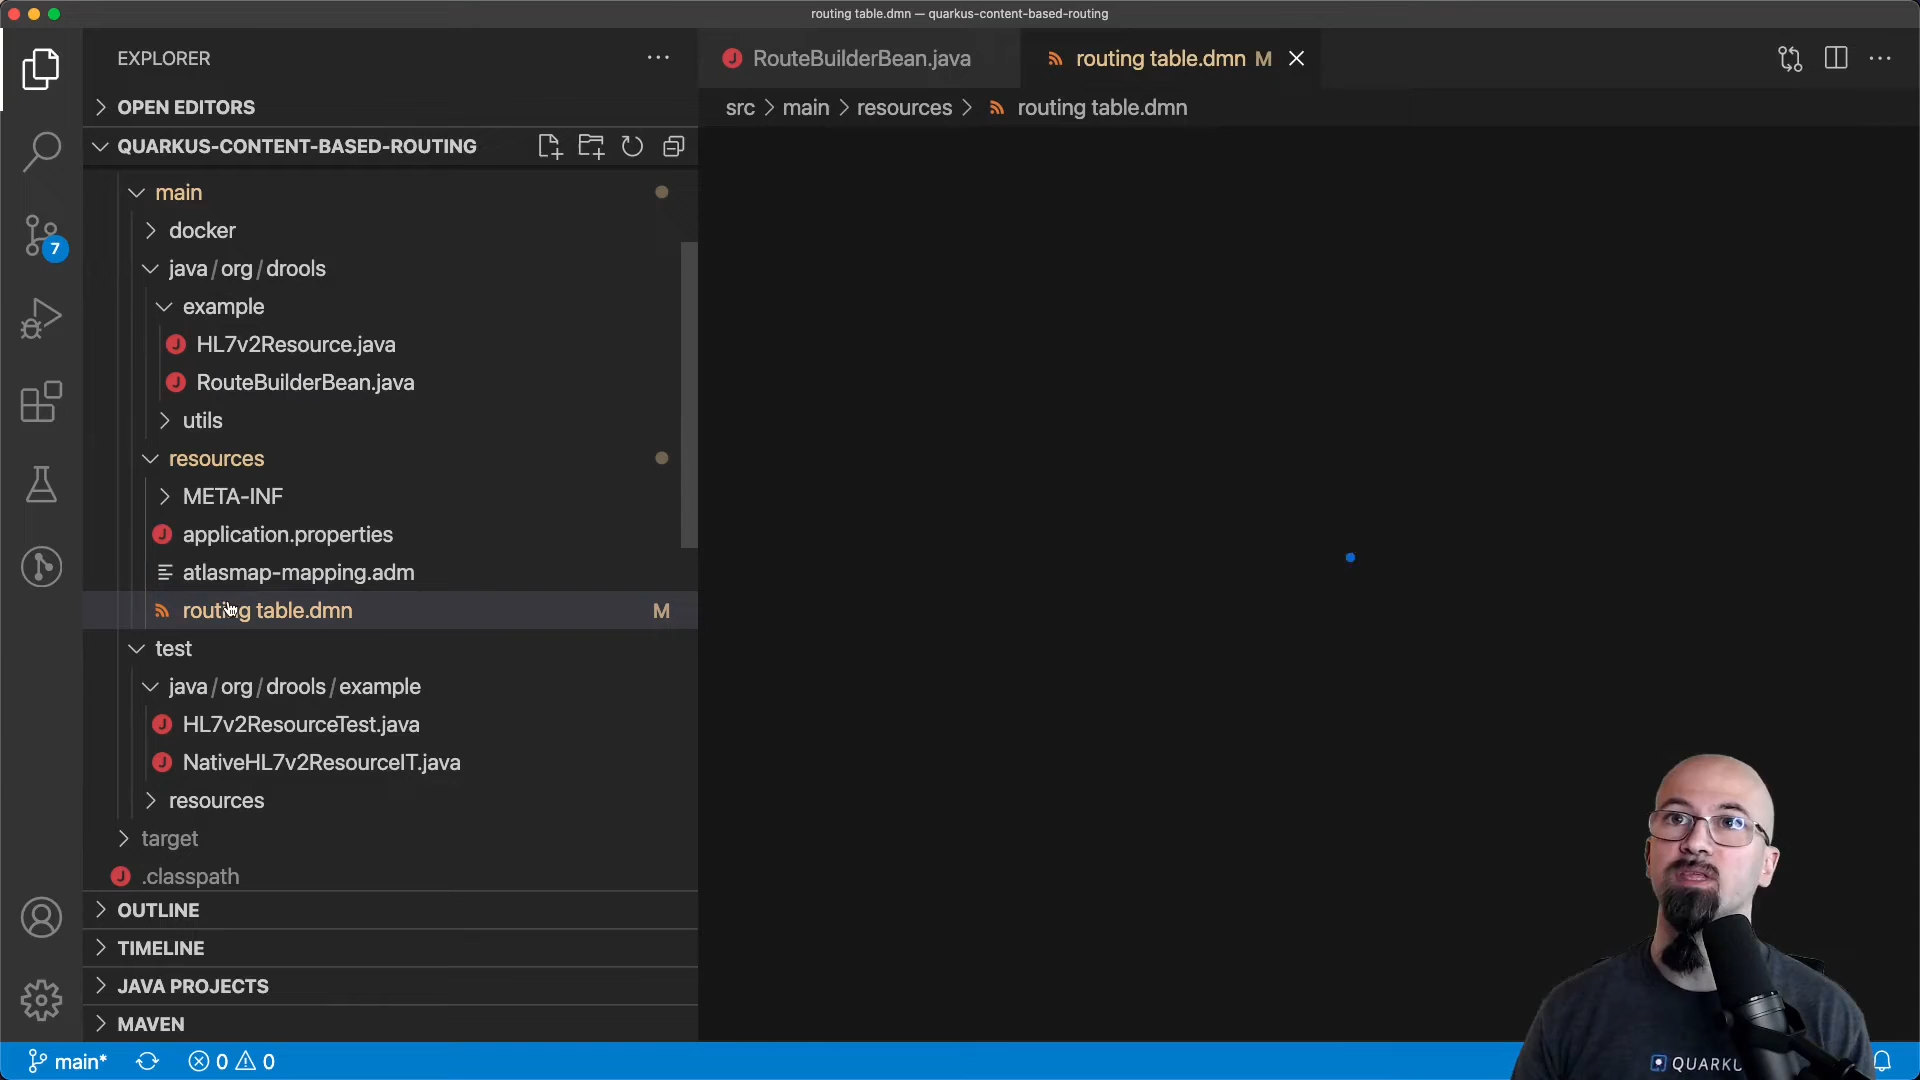 routing table.dmn — quarkus-content-based-routing
EXPLORER
RouteBuilderBean.java
routing table.dmn M
OPEN EDITORS
src > main > resources > routing table.dmn
QUARKUS-CONTENT-BASED-ROUTING
main
docker
java / org / drools
7
example
HL7v2Resource.java
RouteBuilderBean.java
utils
resources
META-INF
application.properties
atlasmap-mapping.adm
routing table.dmn M
test
java / org / drools / example
HL7v2ResourceTest.java
NativeHL7v2ResourceIT.java
resources
target
.classpath
OUTLINE
TIMELINE
JAVA PROJECTS
MAVEN
main* 0 0